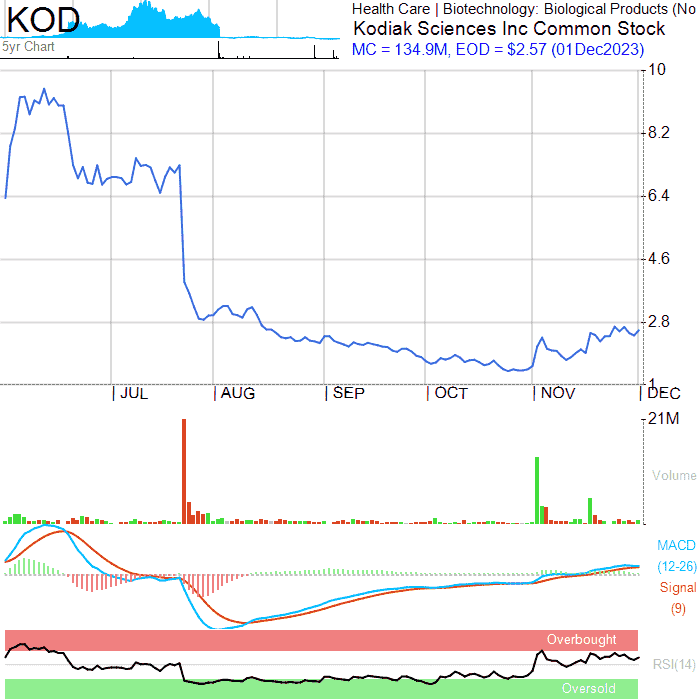 KOD
5yr Chart
Health Care | Biotechnology: Biological Products (No
Kodiak Sciences Inc Common Stock
MC = 134.9M, EOD = $2.57 (01Dec2023)
10
8.2
6.4
4.6
2.8
1
JUL
AUG
SEP
OCT
NOV
DEC
21M
Volume
MACD
(12-26)
Signal
(9)
Overbought
RSI(14)
Oversold